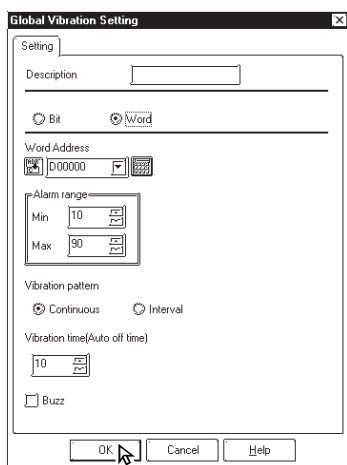 Global Vibration Setting
Setting
Description
Bit Word
Word Address
D00000
Alarm range
Min 10
Max 90
Vibration pattern
Continuous Interval
Vibration time(Auto off time)
10
Buzz
OK Cancel Help